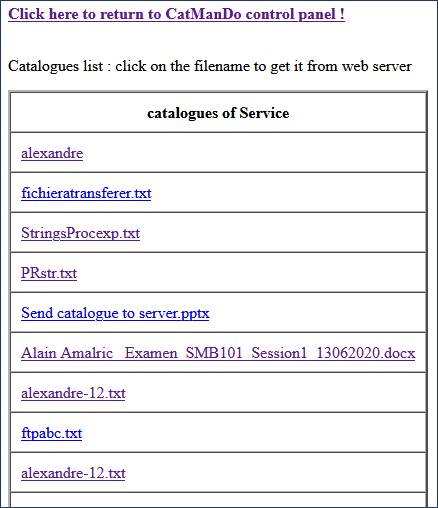 Click here to return to CatManDo control panel !
Catalogues list : click on the filename to get it from web server
catalogues of Service
alexandre
fichieratransferer.txt
StringsProcexp.txt
PRstr.txt
Send catalogue to server.pptx
Alain Amalric_ Examen_SMB101_Session1_13062020.docx
alexandre-12.txt
ftpabc.txt
alexandre-12.txt